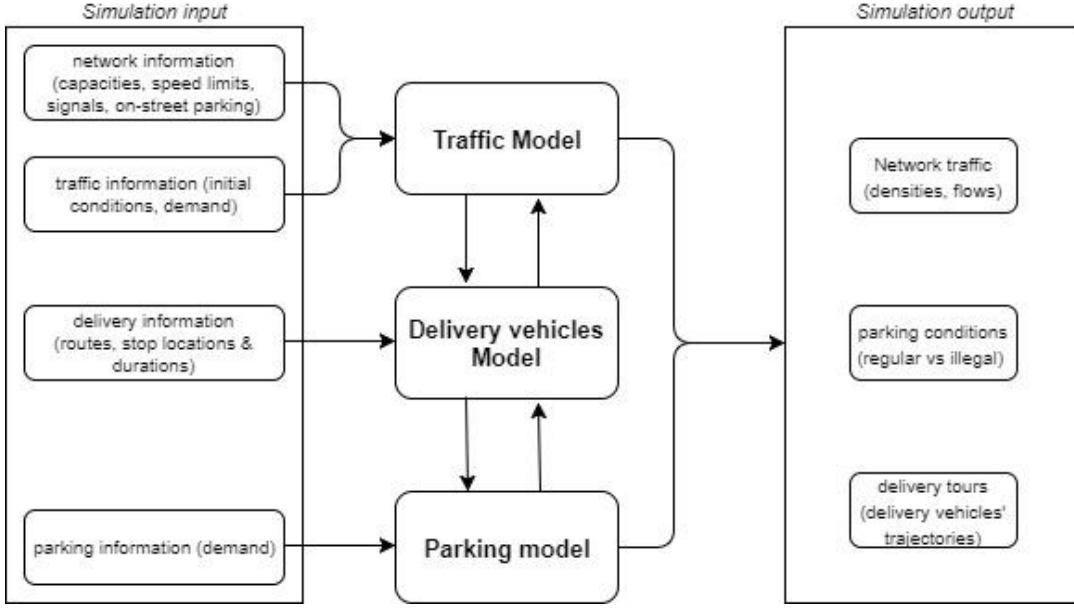 Simulation input
network information
(capacities, speed limits,
signals, on-street parking)
traffic information (initial
conditions, demand)
delivery information
(routes, stop locations &
durations)
parking information (demand)
Traffic Model
Delivery vehicles
Model
Parking model
Simulation output
Network traffic
(densities, flows)
parking conditions
(regular vs illegal)
delivery tours
(delivery vehicles'
trajectories)